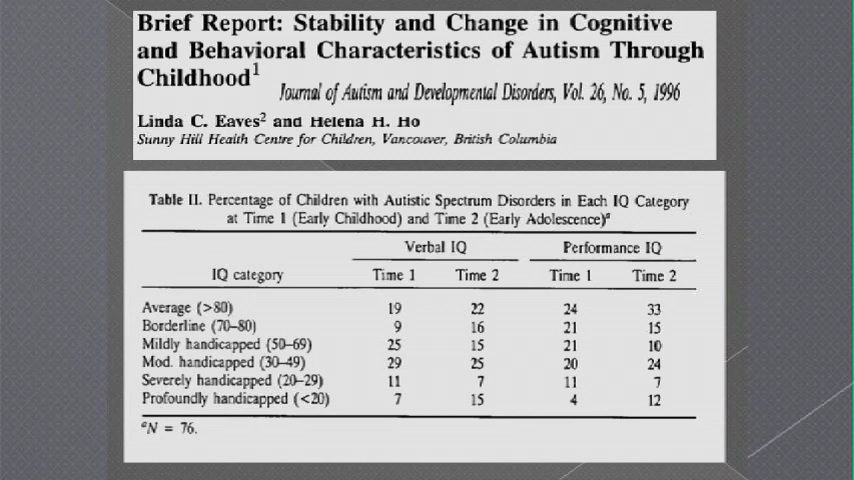 Brief Report: Stability and Change in Cognitive
and Behavioral Characteristics of Autism Through
Childhood¹
Journal of Autism and Developmental Disorders, Vol. 26, No. 5, 1996
Linda C. Eaves² and Helena H. Ho
Sunny Hill Health Centre for Children, Vancouver, British Columbia
Table II. Percentage of Children with Autistic Spectrum Disorders in Each IQ Category
at Time 1 (Early Childhood) and Time 2 (Early Adolescence)ᵃ
Verbal IQ Performance IQ
IQ category Time 1 Time 2 Time 1 Time 2
Average (>80) 19 22 24 33
Borderline (70–80) 9 16 21 15
Mildly handicapped (50–69) 25 15 21 10
Mod. handicapped (30–49) 29 25 20 24
Severely handicapped (20–29) 11 7 11 7
Profoundly handicapped (<20) 7 15 4 12
ᵃN = 76.